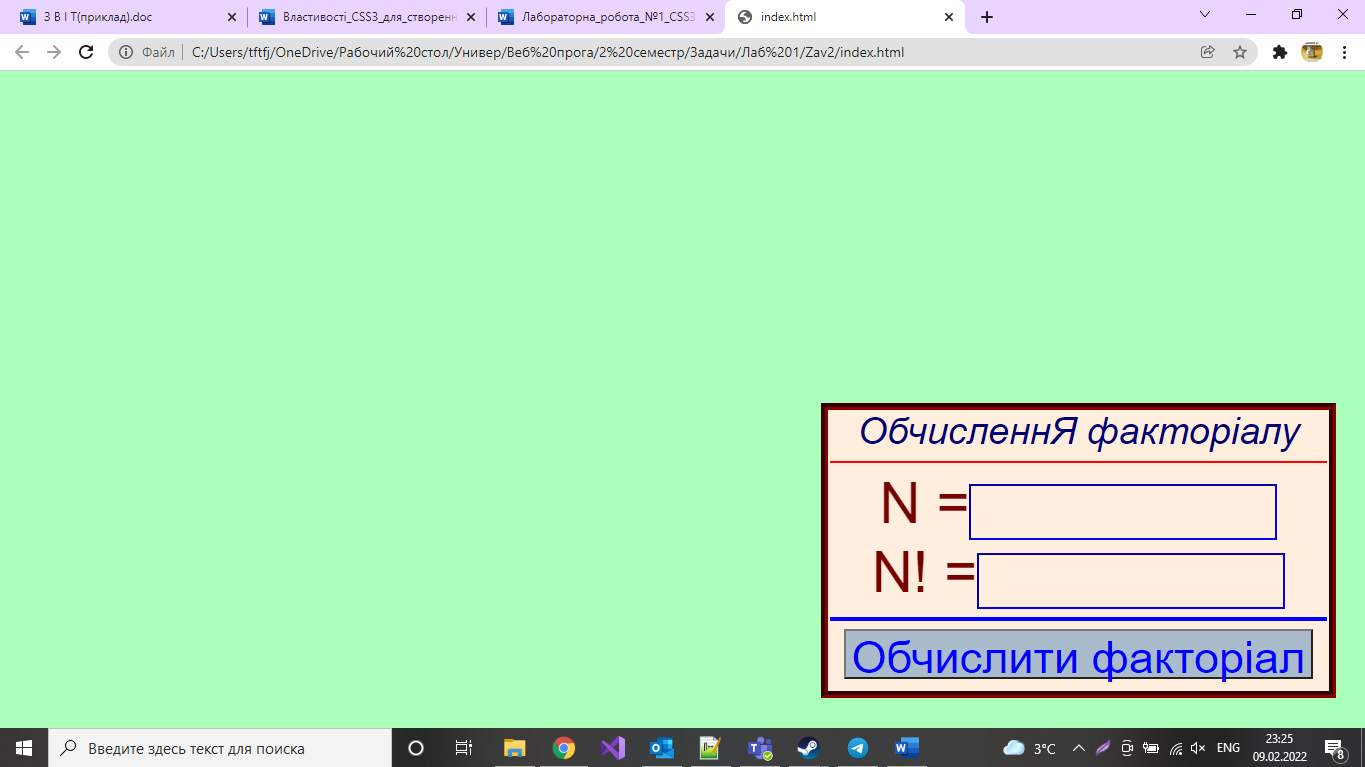 З В І Т(приклад).doc
Властивості_CSS3_для_створенн
Лабораторна_робота_№1_CSS3
index.html
Файл
C:/Users/tftfj/OneDrive/Рабочий%20стол/Универ/Веб%20прога/2%20семестр/Задачи/Лаб%201/Zav2/index.html
ОбчисленнЯ факторіалу
N =
N! =
Обчислити факторіал
Введите здесь текст для поиска
3°C
ENG
23:25
09.02.2022
8